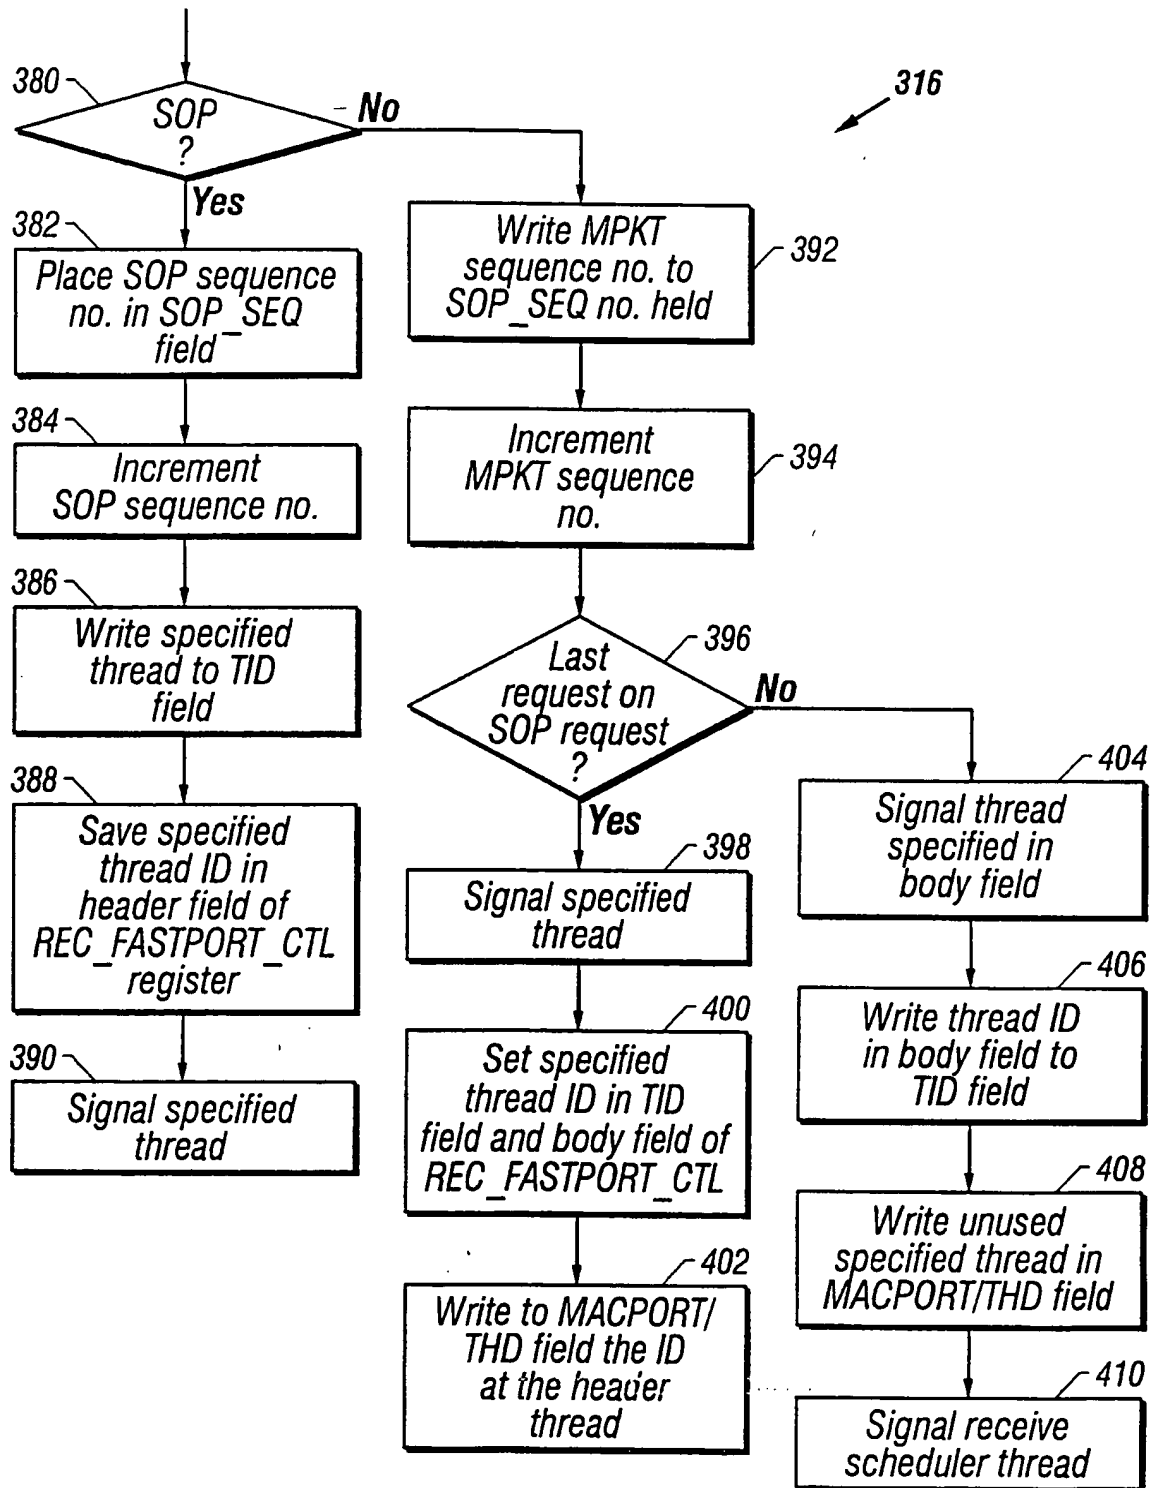 316
380
SOP
?
No
Yes
382
Place SOP sequence
no. in SOP_SEQ
field
384
Increment
SOP sequence no.
386
Write specified
thread to TID
field
388
Save specified
thread ID in
header field of
REC_FASTPORT_CTL
register
390
Signal specified
thread
392
Write MPKT
sequence no. to
SOP_SEQ no. held
394
Increment
MPKT sequence
no.
396
Last
request on
SOP request
?
No
Yes
398
Signal specified
thread
400
Set specified
thread ID in TID
field and body field of
REC_FASTPORT_CTL
402
Write to MACPORT/
THD field the ID
at the header
thread
404
Signal thread
specified in
body field
406
Write thread ID
in body field to
TID field
408
Write unused
specified thread in
MACPORT/THD field
410
Signal receive
scheduler thread